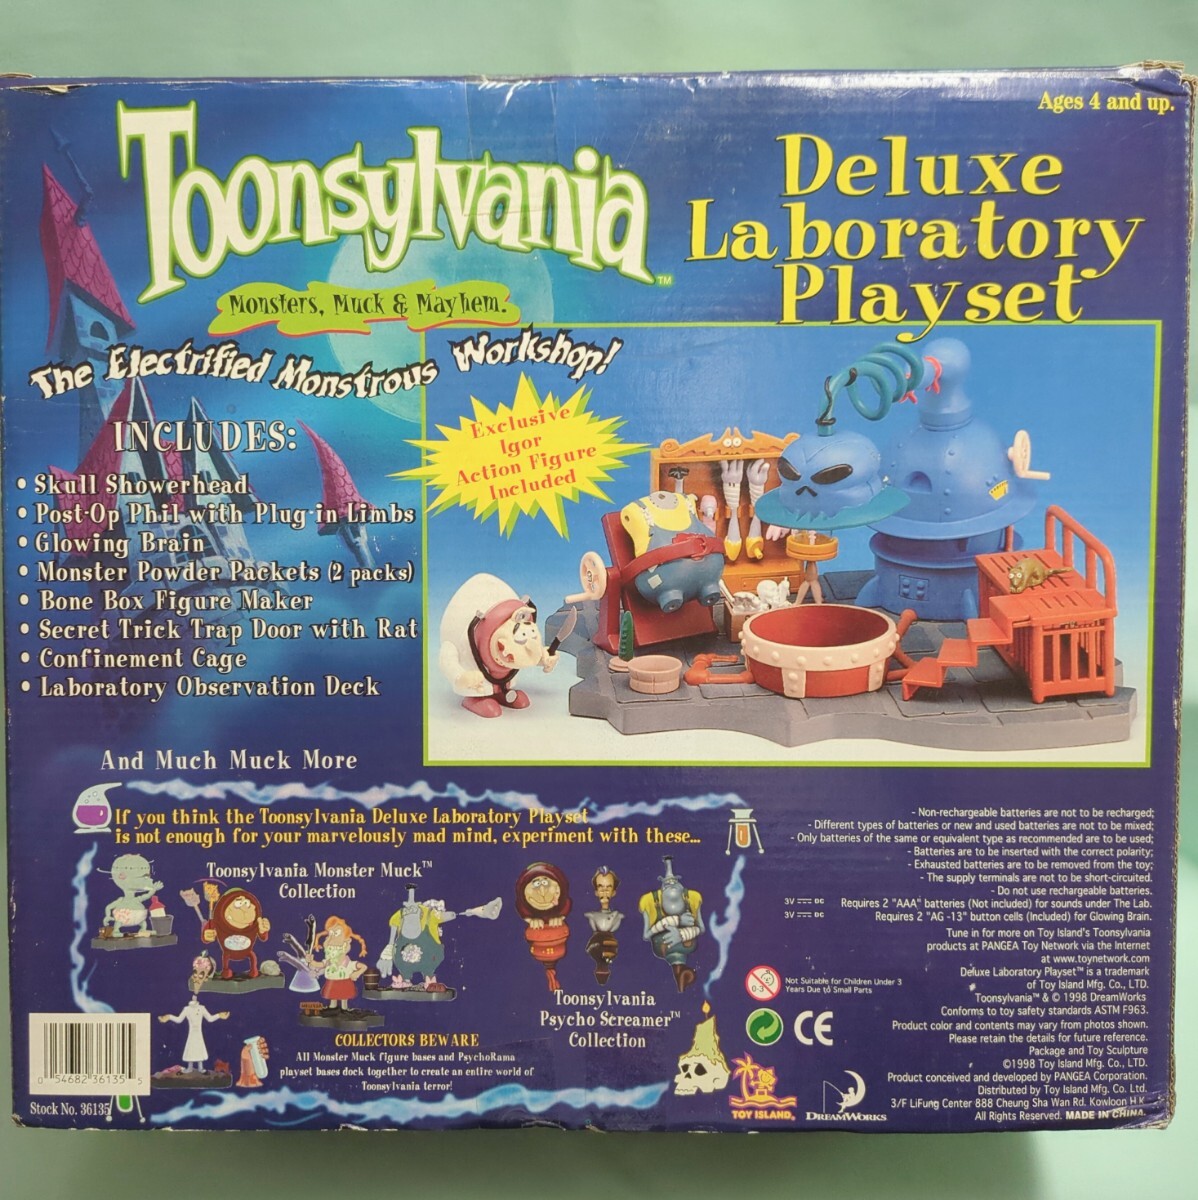 Ages 4 and up.
Toonsylvania™
Monsters, Muck & Mayhem.
Deluxe
Laboratory
Playset
The Electrified Monstrous Workshop!
Exclusive
Igor
Action Figure
Included
INCLUDES:
• Skull Showerhead
• Post-Op Phil with Plug-in Limbs
• Glowing Brain
• Monster Powder Packets (2 packs)
• Bone Box Figure Maker
• Secret Trick Trap Door with Rat
• Confinement Cage
• Laboratory Observation Deck
And Much Muck More
If you think the Toonsylvania Deluxe Laboratory Playset
is not enough for your marvelously mad mind, experiment with these...
Toonsylvania Monster Muck™
Collection
Toonsylvania
Psycho Screamer™
Collection
COLLECTORS BEWARE
All Monster Muck figure bases and PsychoRama
playset bases dock together to create an entire world of
Toonsylvania terror!
0 54682 36135 5
Stock No. 36135
- Non-rechargeable batteries are not to be recharged;
- Different types of batteries or new and used batteries are not to be mixed;
- Only batteries of the same or equivalent type as recommended are to be used;
- Batteries are to be inserted with the correct polarity;
- Exhausted batteries are to be removed from the toy;
- The supply terminals are not to be short-circuited.
- Do not use rechargeable batteries.
3V DC Requires 2 "AAA" batteries (Not included) for sounds under The Lab.
3V DC Requires 2 "AG -13" button cells (Included) for Glowing Brain.
Tune in for more on Toy Island's Toonsylvania
products at PANGEA Toy Network via the Internet
at www.toynetwork.com
Deluxe Laboratory Playset™ is a trademark
of Toy Island Mfg. Co., LTD.
Toonsylvania™ & © 1998 DreamWorks
Conforms to toy safety standards ASTM F963.
Product color and contents may vary from photos shown.
Please retain the details for future reference.
Package and Toy Sculpture
©1998 Toy Island Mfg. Co., LTD.
Product conceived and developed by PANGEA Corporation.
Distributed by Toy Island Mfg. Co. Ltd.
3/F LiFung Center 888 Cheung Sha Wan Rd. Kowloon H.K.
All Rights Reserved. MADE IN CHINA.
0-3
Not Suitable for Children Under 3
Years Due to Small Parts
CE
TOY ISLAND®
DREAMWORKS